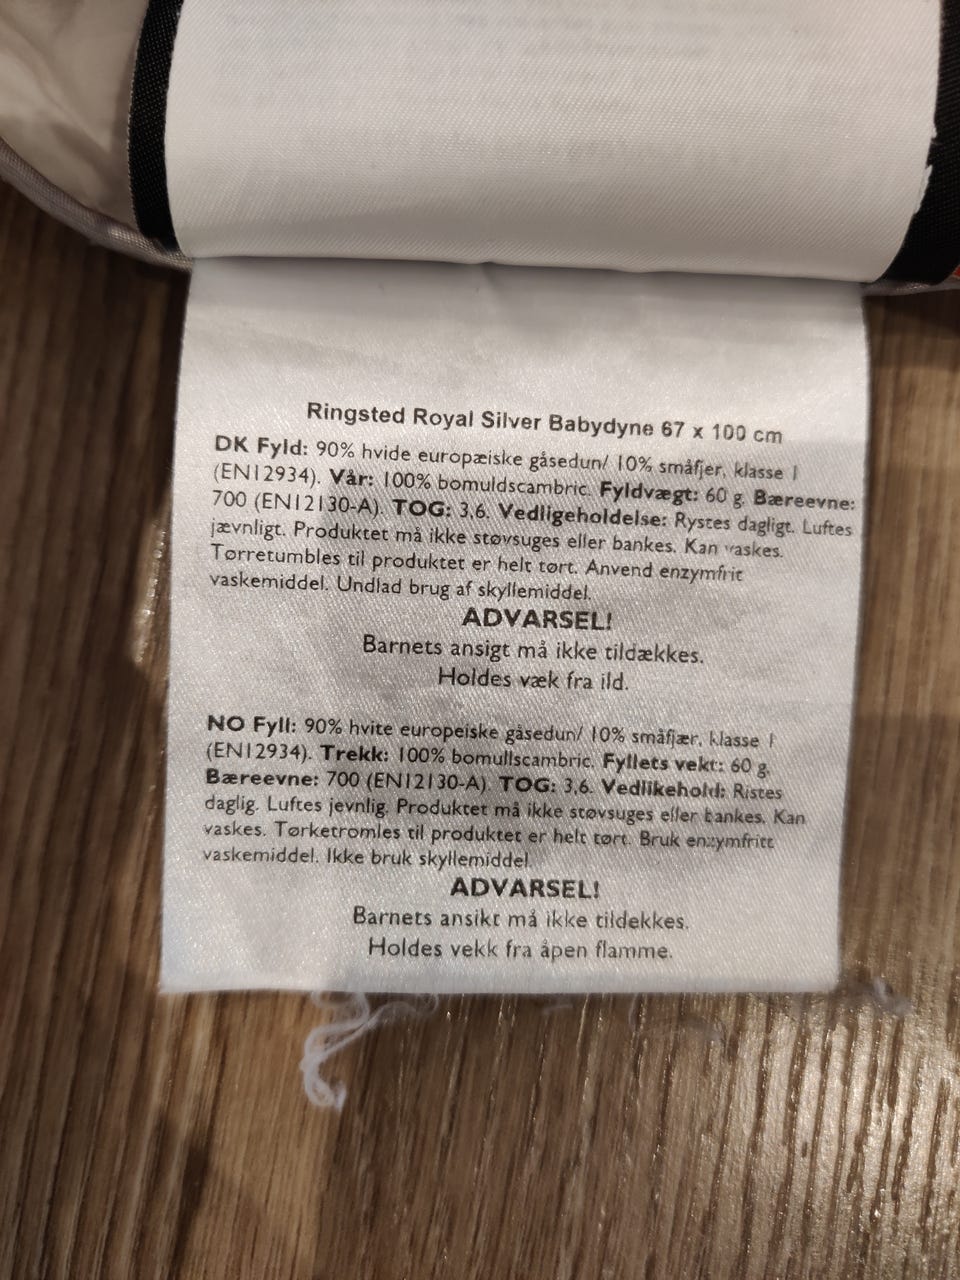 Ringsted Royal Silver Babydyne 67 x 100 cm
DK Fyld: 90% hvide europæiske gåsedun/ 10% småfjer, klasse 1
(EN12934). Vår: 100% bomuldscambric. Fyldvægt: 60 g. Bæreevne:
700 (EN12130-A). TOG: 3,6. Vedligeholdelse: Rystes dagligt. Luftes
jævnligt. Produktet må ikke støvsuges eller bankes. Kan vaskes.
Tørretumbles til produktet er helt tørt. Anvend enzymfrit
vaskemiddel. Undlad brug af skyllemiddel.
ADVARSEL!
Barnets ansigt må ikke tildækkes.
Holdes væk fra ild.
NO Fyll: 90% hvite europeiske gåsedun/ 10% småfjær, klasse 1
(EN12934). Trekk: 100% bomullscambric. Fyllets vekt: 60 g.
Bæreevne: 700 (EN12130-A). TOG: 3,6. Vedlikehold: Ristes
daglig. Luftes jevnlig. Produktet må ikke støvsuges eller bankes. Kan
vaskes. Tørketromles til produktet er helt tørt. Bruk enzymfritt
vaskemiddel. Ikke bruk skyllemiddel.
ADVARSEL!
Barnets ansikt må ikke tildekkes.
Holdes vekk fra åpen flamme.